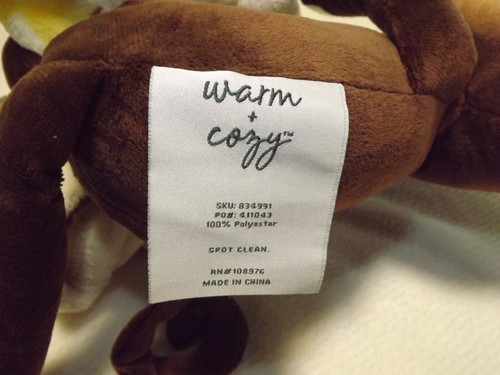 warm
+
cozy™
SKU: 834991
PO#: 411043
100% Polyester
SPOT CLEAN.
RN#108976
MADE IN CHINA